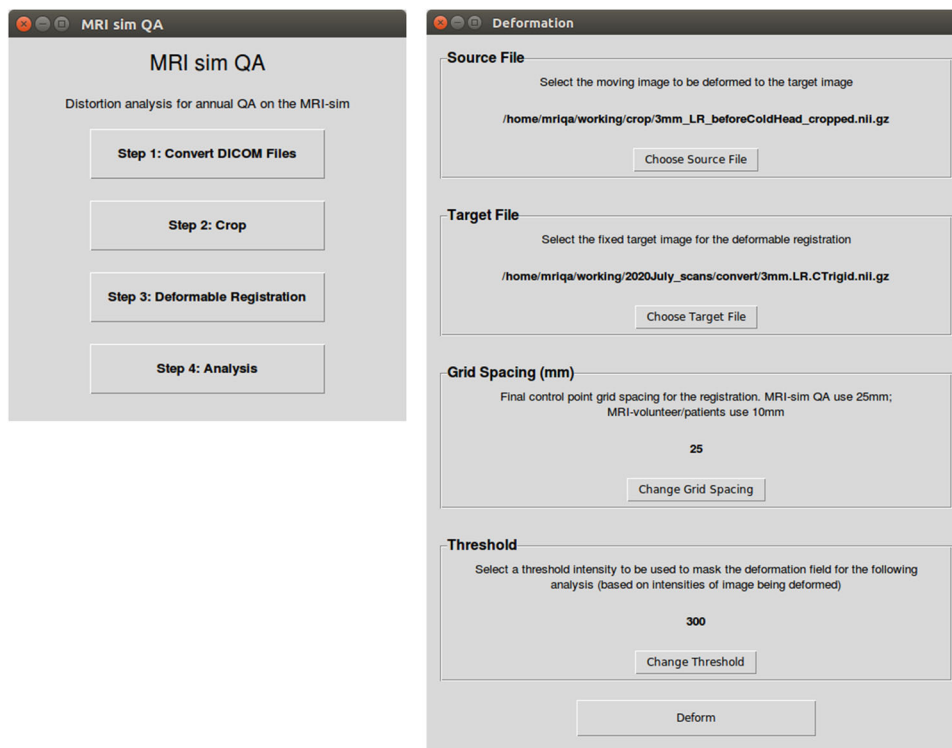 MRI sim QA
MRI sim QA
Distortion analysis for annual QA on the MRI-sim
Step 1: Convert DICOM Files
Step 2: Crop
Step 3: Deformable Registration
Step 4: Analysis
Deformation
Source File
Select the moving image to be deformed to the target image
/home/mriqa/working/crop/3mm_LR_beforeColdHead_cropped.nii.gz
Choose Source File
Target File
Select the fixed target image for the deformable registration
/home/mriqa/working/2020July_scans/convert/3mm.LR.CTrigid.nii.gz
Choose Target File
Grid Spacing (mm)
Final control point grid spacing for the registration. MRI-sim QA use 25mm;
MRI-volunteer/patients use 10mm
25
Change Grid Spacing
Threshold
Select a threshold intensity to be used to mask the deformation field for the following
analysis (based on intensities of image being deformed)
300
Change Threshold
Deform